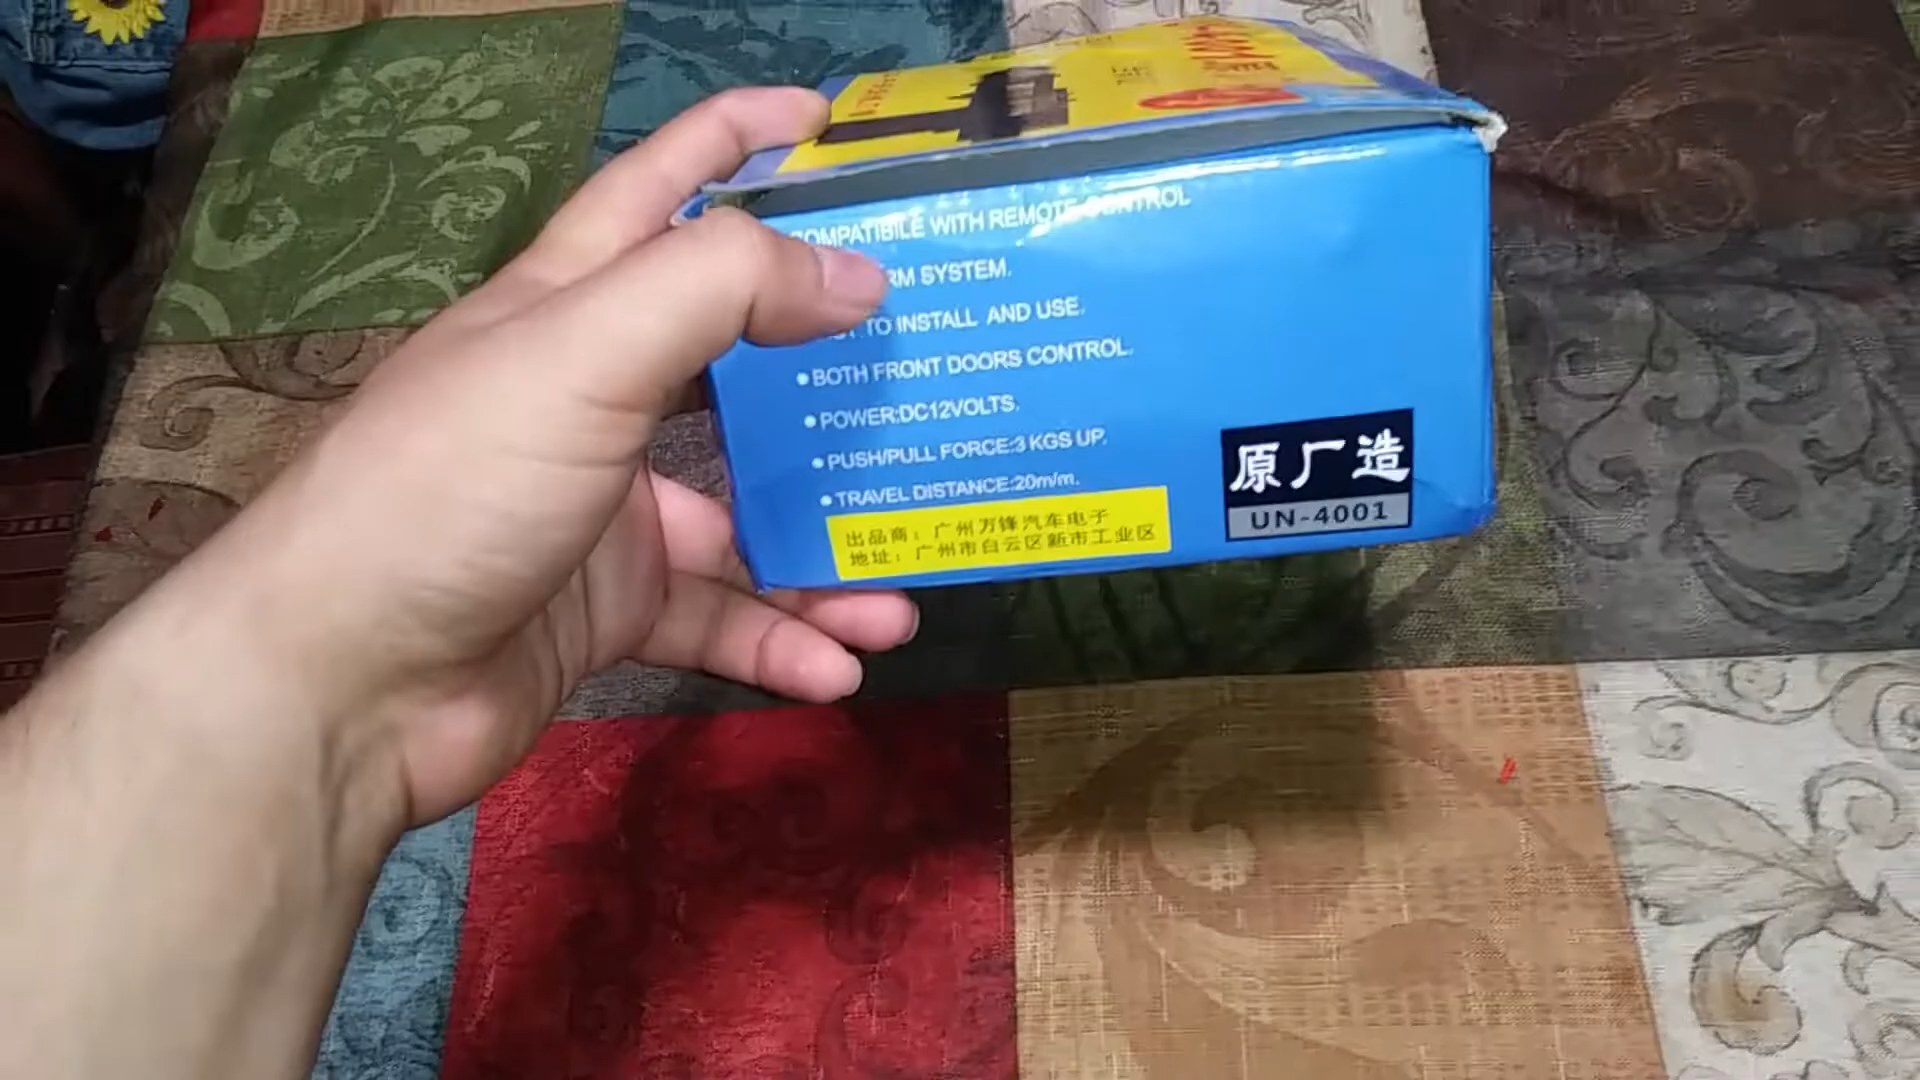 COMPATIBILE WITH REMOTE CONTROL
SYSTEM.
TO INSTALL AND USE.
●BOTH FRONT DOORS CONTROL.
●POWER:DC12VOLTS.
●PUSH/PULL FORCE:3 KGS UP.
●TRAVEL DISTANCE:20m/m.
出品商：广州万锋汽车电子
地址：广州市白云区新市工业区
原厂造
UN-4001